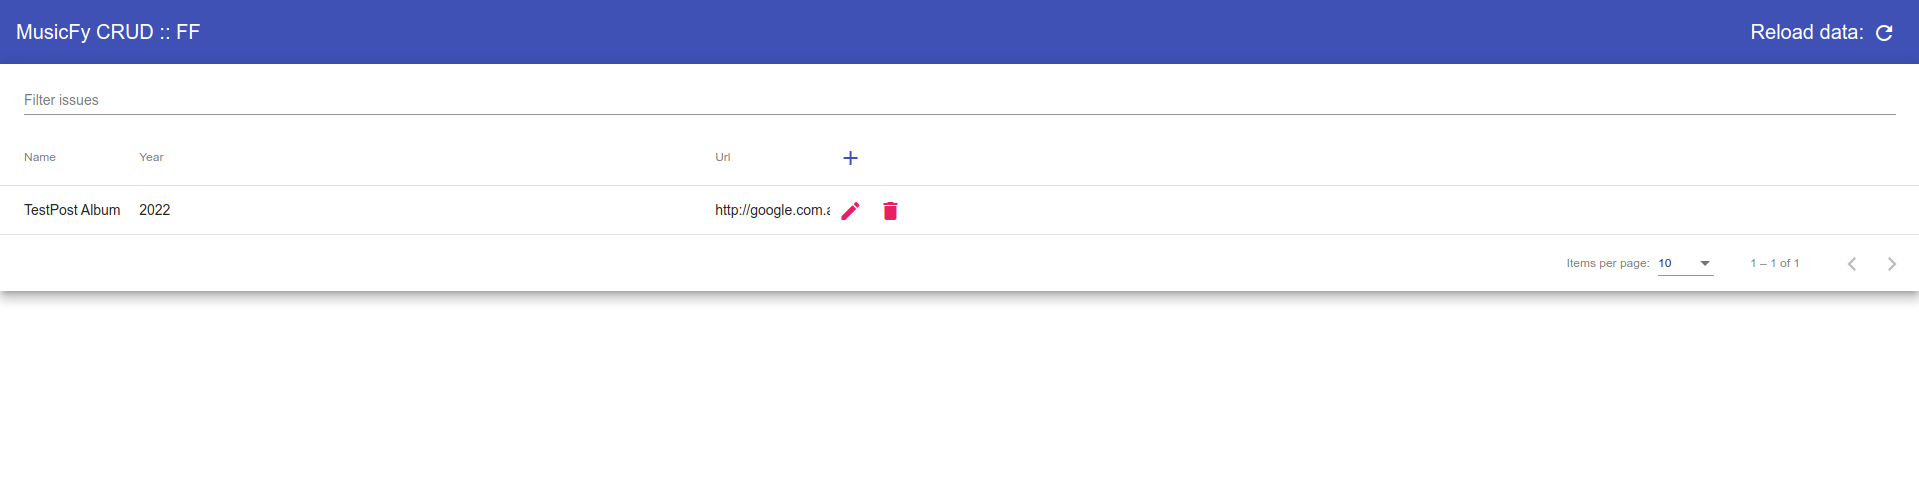 MusicFy CRUD :: FF
Reload data:
Filter issues
Name Year Url
TestPost Album 2022 http://google.com.a
Items per page: 10 1 – 1 of 1